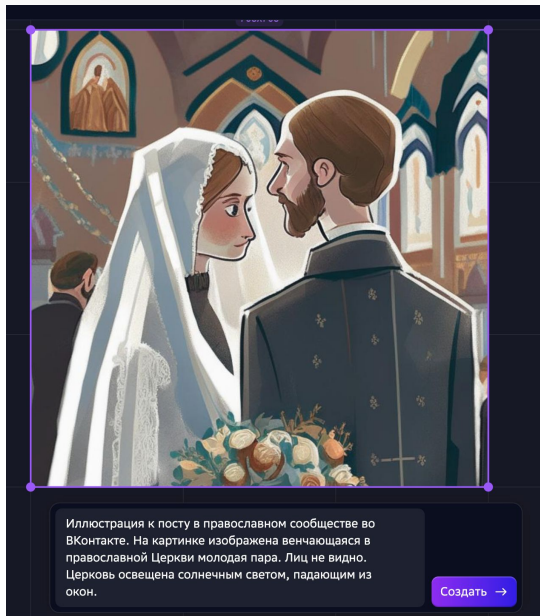 Иллюстрация к посту в православном сообществе во
ВКонтакте. На картинке изображена венчающаяся в
православной Церкви молодая пара. Лиц не видно.
Церковь освещена солнечным светом, падающим из
окон.
Создать →